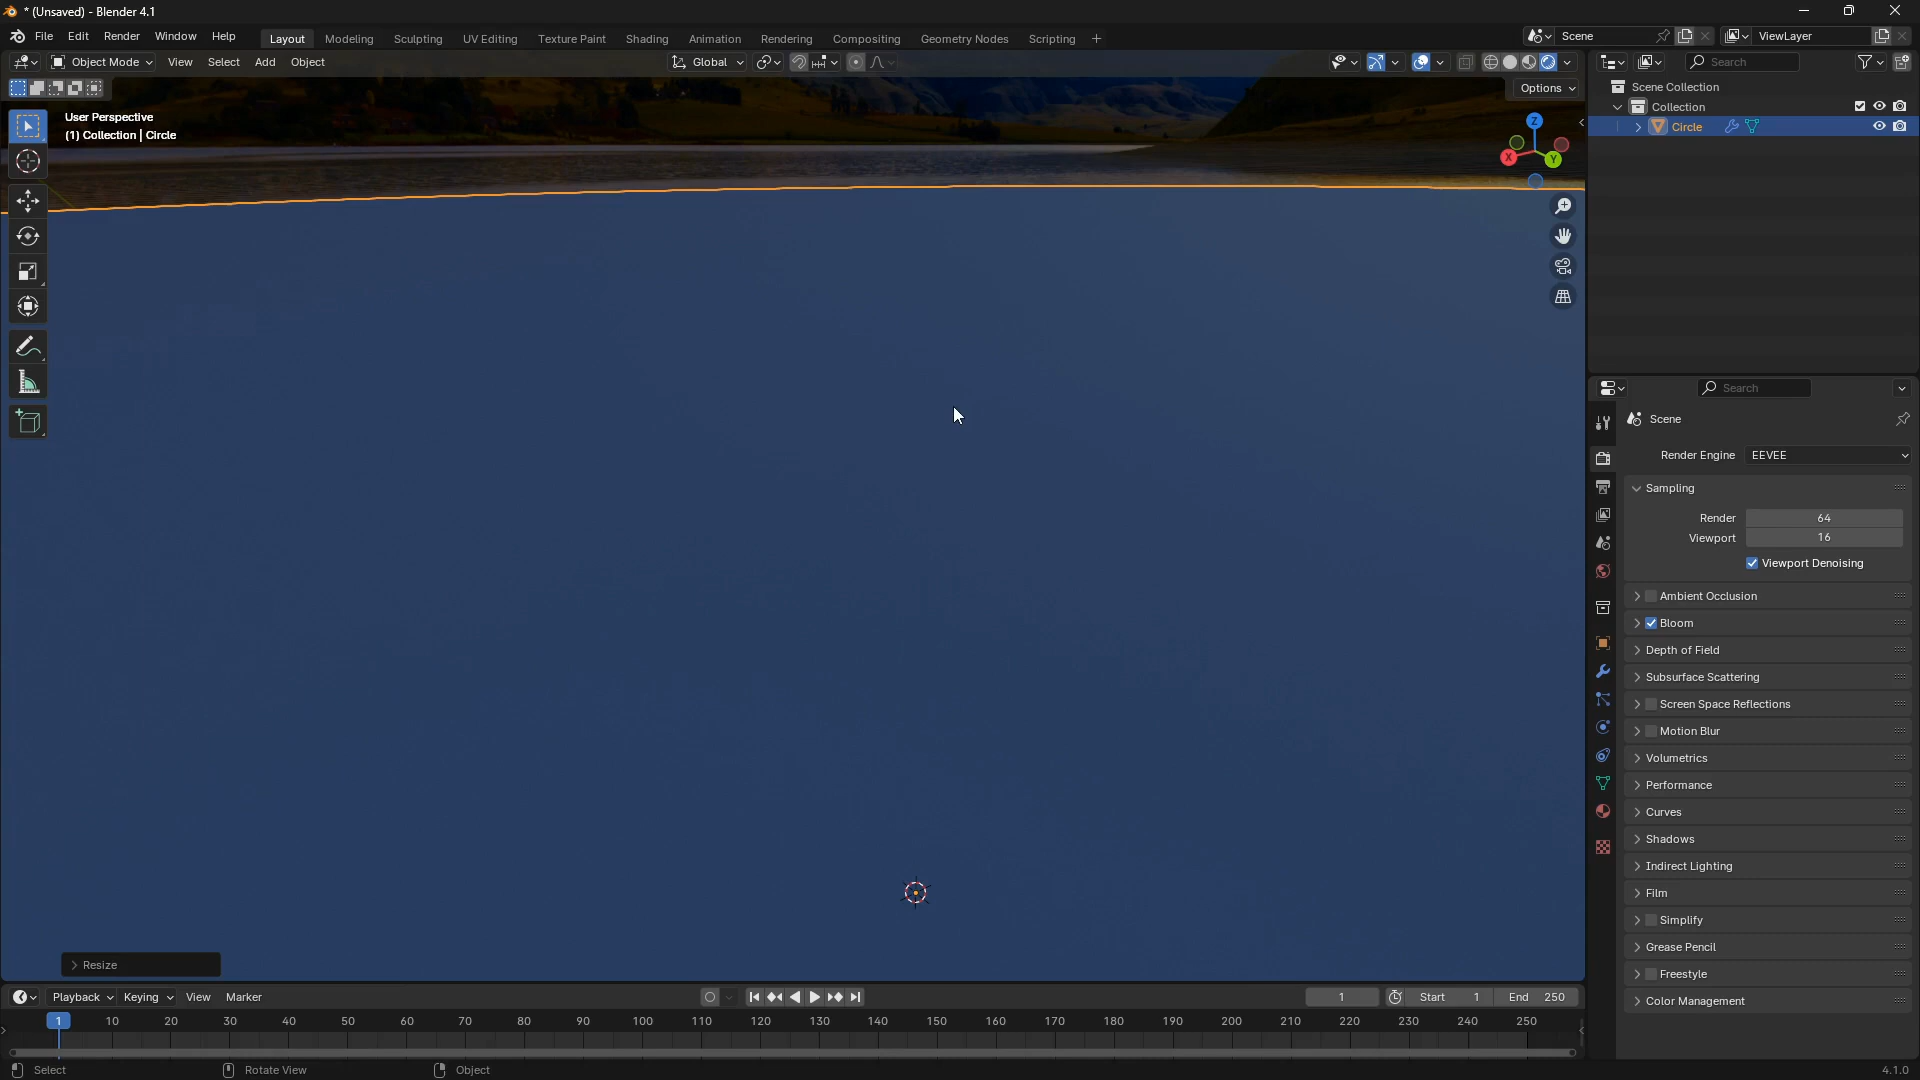 * (Unsaved) - Blender 4.1
File Edit Render Window Help Layout Modeling Sculpting UV Editing Texture Paint Shading Animation Rendering Compositing Geometry Nodes Scripting + Scene ViewLayer
Object Mode View Select Add Object Global Search
Options
User Perspective
(1) Collection | Circle
Z
X
Y
Scene Collection
Collection
Circle
Search
Scene
Render Engine EEVEE
Sampling
Render 64
Viewport 16
Viewport Denoising
Ambient Occlusion
Bloom
Depth of Field
Subsurface Scattering
Screen Space Reflections
Motion Blur
Volumetrics
Performance
Curves
Shadows
Indirect Lighting
Film
Simplify
Grease Pencil
Freestyle
Color Management
Resize
Playback Keying View Marker 1 Start 1 End 250
1 10 20 30 40 50 60 70 80 90 100 110 120 130 140 150 160 170 180 190 200 210 220 230 240 250
Select Rotate View Object 4.1.0